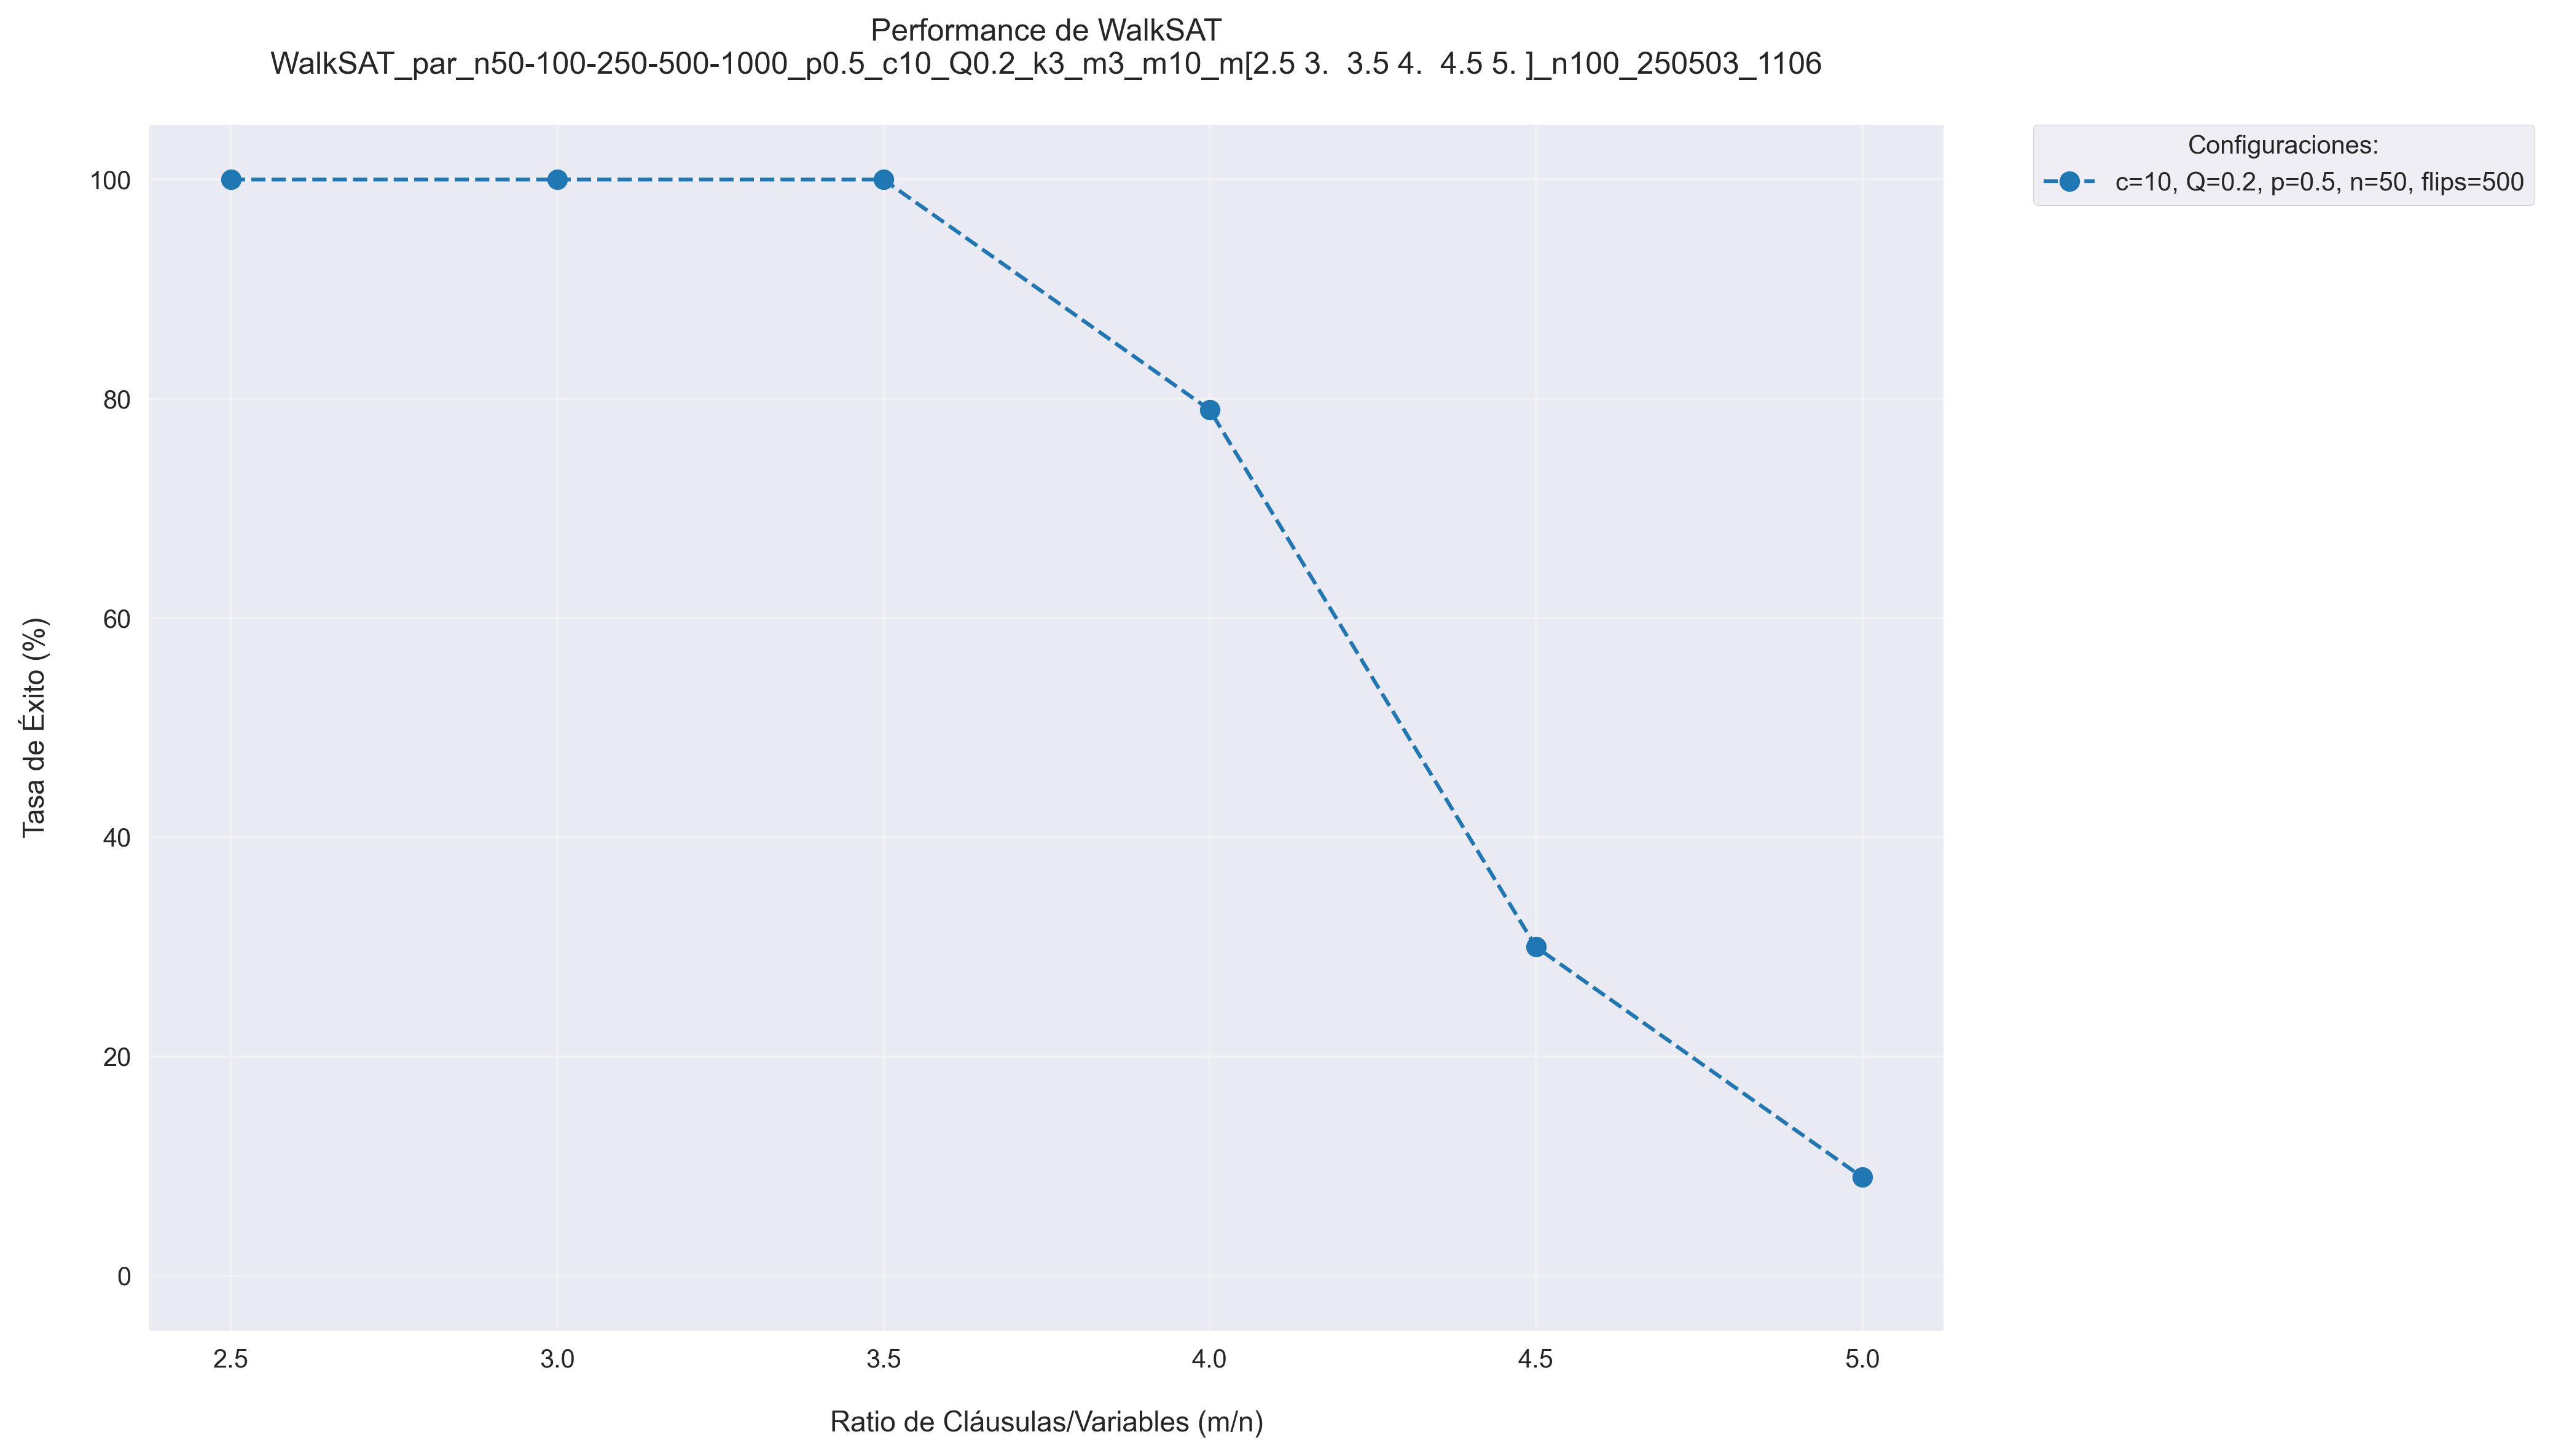 Performance de WalkSAT
WalkSAT_par_n50-100-250-500-1000_p0.5_c10_Q0.2_k3_m3_m10_m[2.5 3.  3.5 4.  4.5 5. ]_n100_250503_1106
Configuraciones:
c=10, Q=0.2, p=0.5, n=50, flips=500
Tasa de Éxito (%)
100
80
60
40
20
0
2.5 3.0 3.5 4.0 4.5 5.0
Ratio de Cláusulas/Variables (m/n)